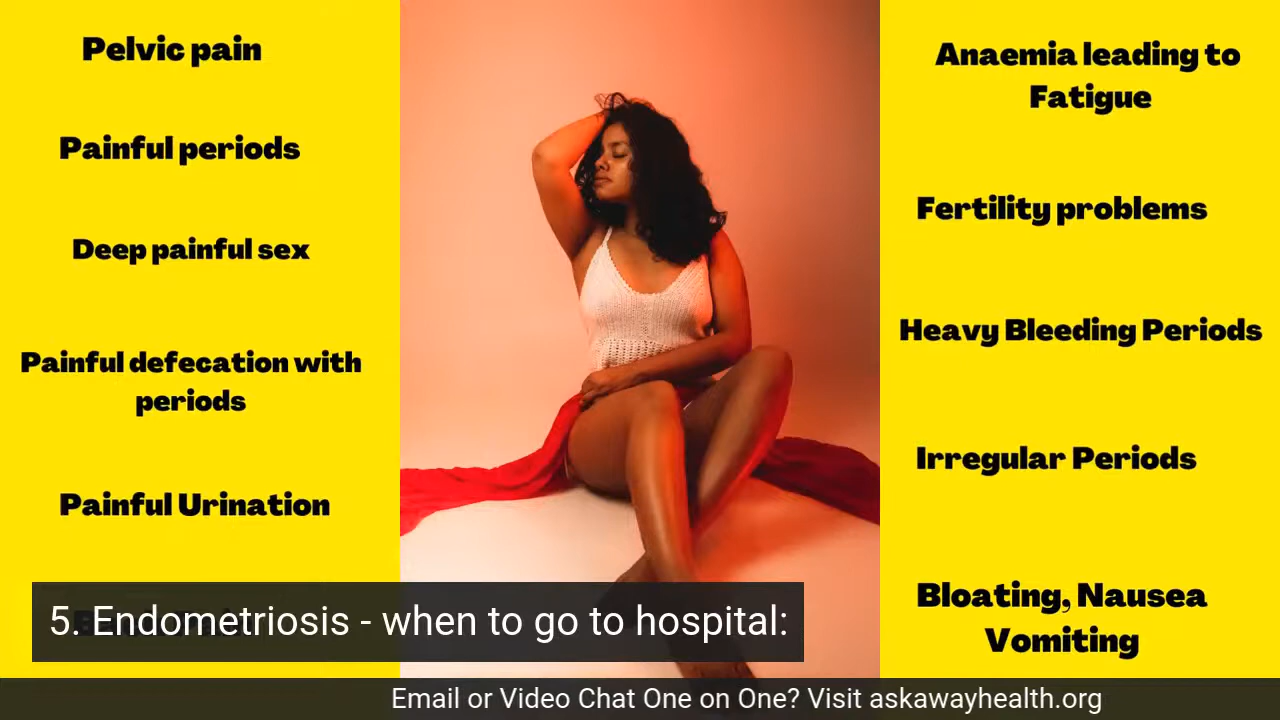 Pelvic pain
Painful periods
Deep painful sex
Painful defecation with
periods
Painful Urination
Anaemia leading to
Fatigue
Fertility problems
Heavy Bleeding Periods
Irregular Periods
Bloating, Nausea
Vomiting
5. Endometriosis - when to go to hospital:
Email or Video Chat One on One? Visit askawayhealth.org